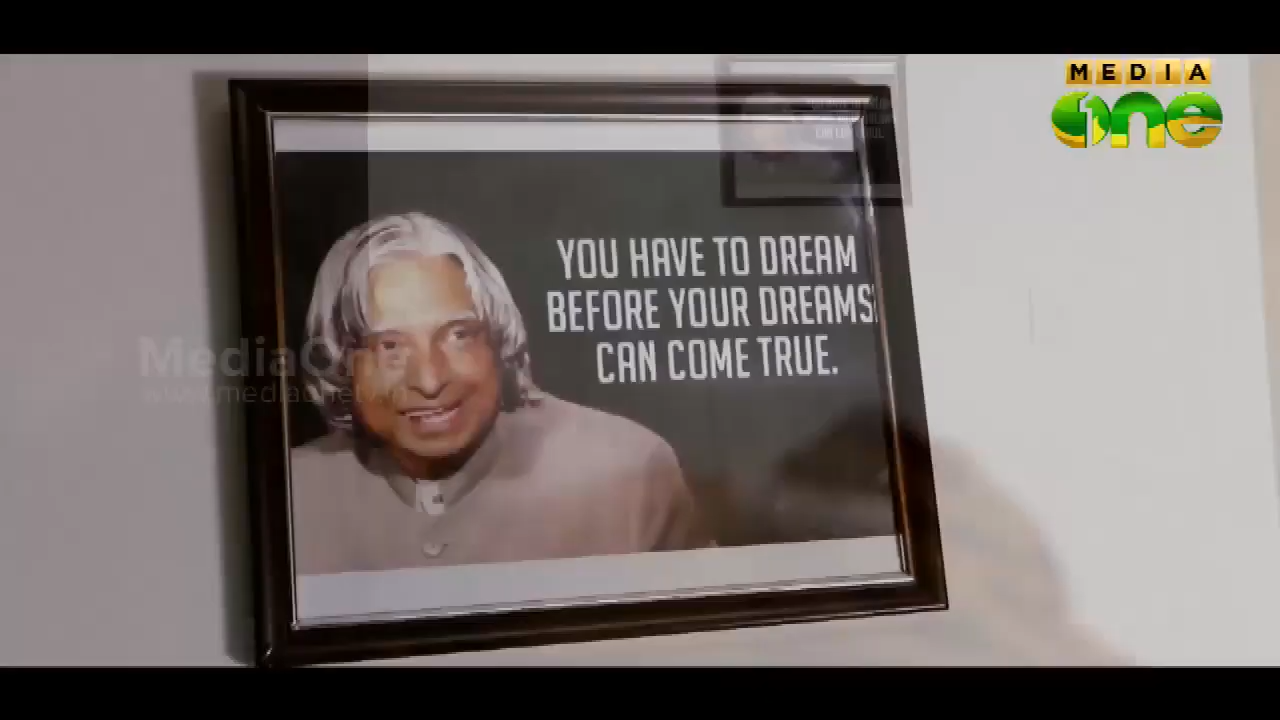 MEDIA
One
YOU HAVE TO DREAM
BEFORE YOUR DREAMS
CAN COME TRUE.
MediaOne